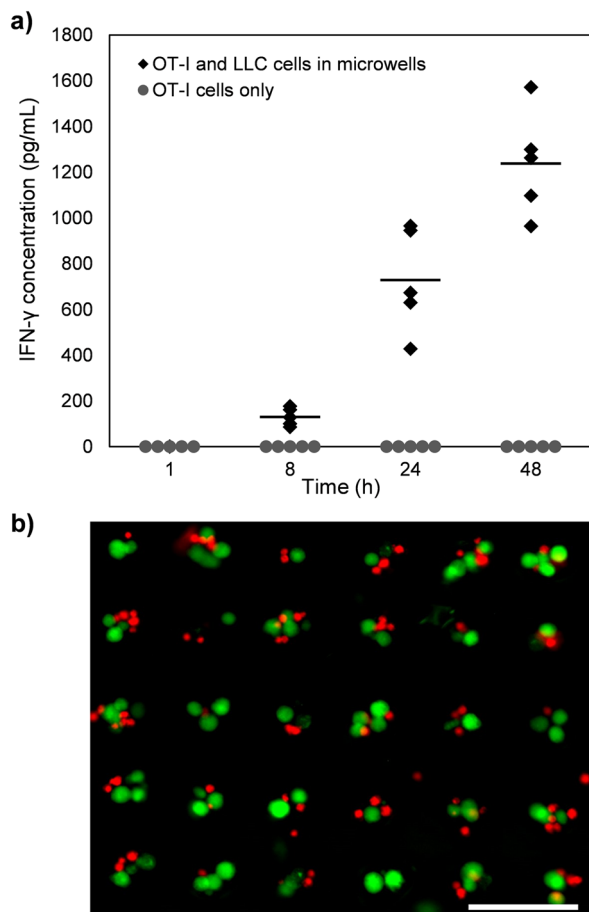 a)
1800
1600
1400
1200
1000
800
600
400
200
0
IFN-γ concentration (pg/mL)
OT-I and LLC cells in microwells
OT-I cells only
1 8 24 48
Time (h)
b)